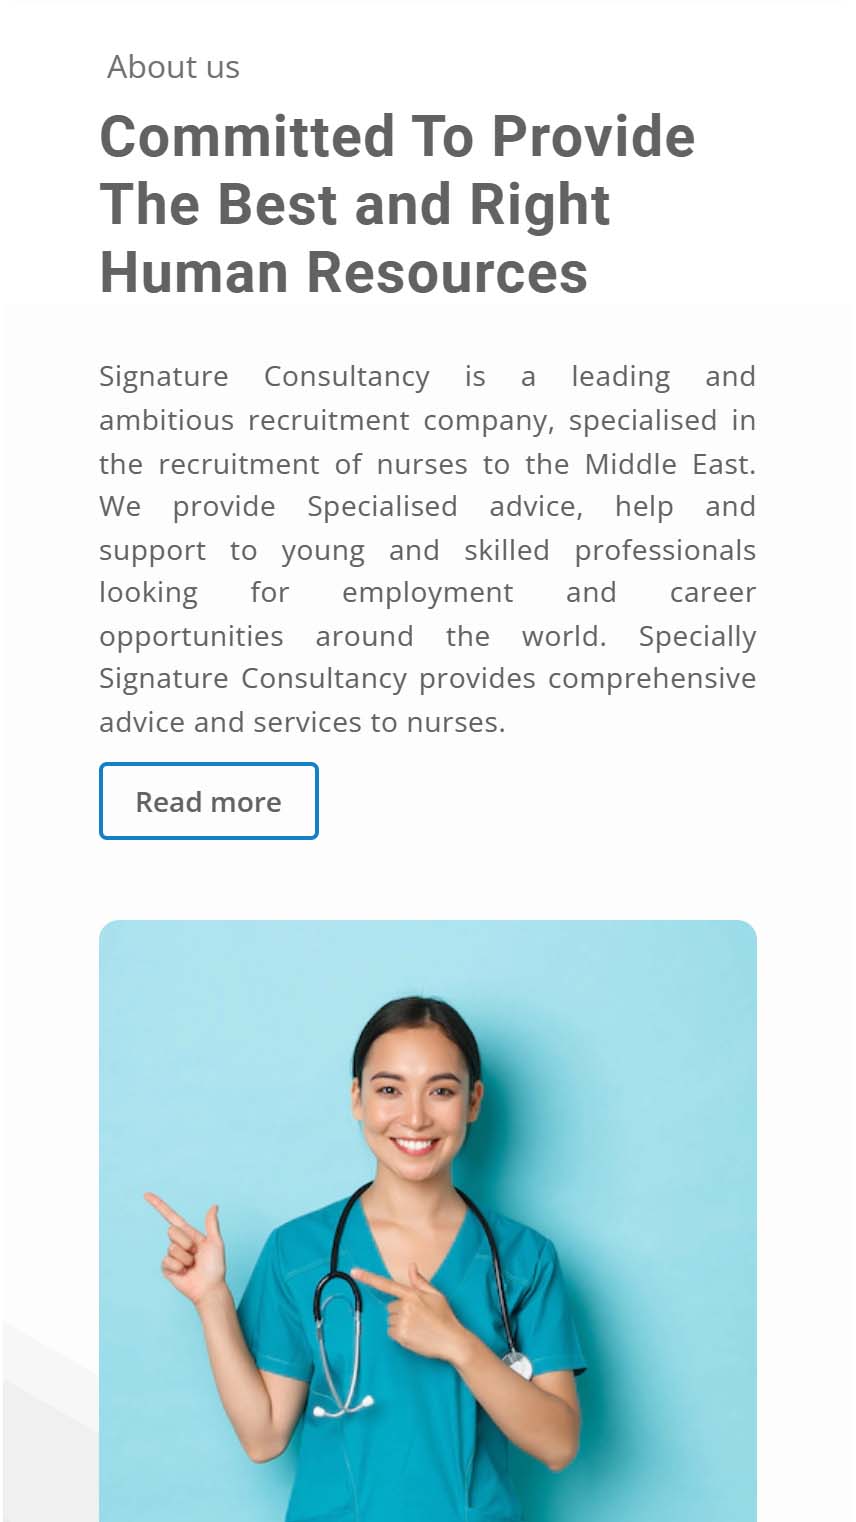 About us
Committed To Provide
The Best and Right
Human Resources
Signature Consultancy is a leading and
ambitious recruitment company, specialised in
the recruitment of nurses to the Middle East.
We provide Specialised advice, help and
support to young and skilled professionals
looking for employment and career
opportunities around the world. Specially
Signature Consultancy provides comprehensive
advice and services to nurses.
Read more